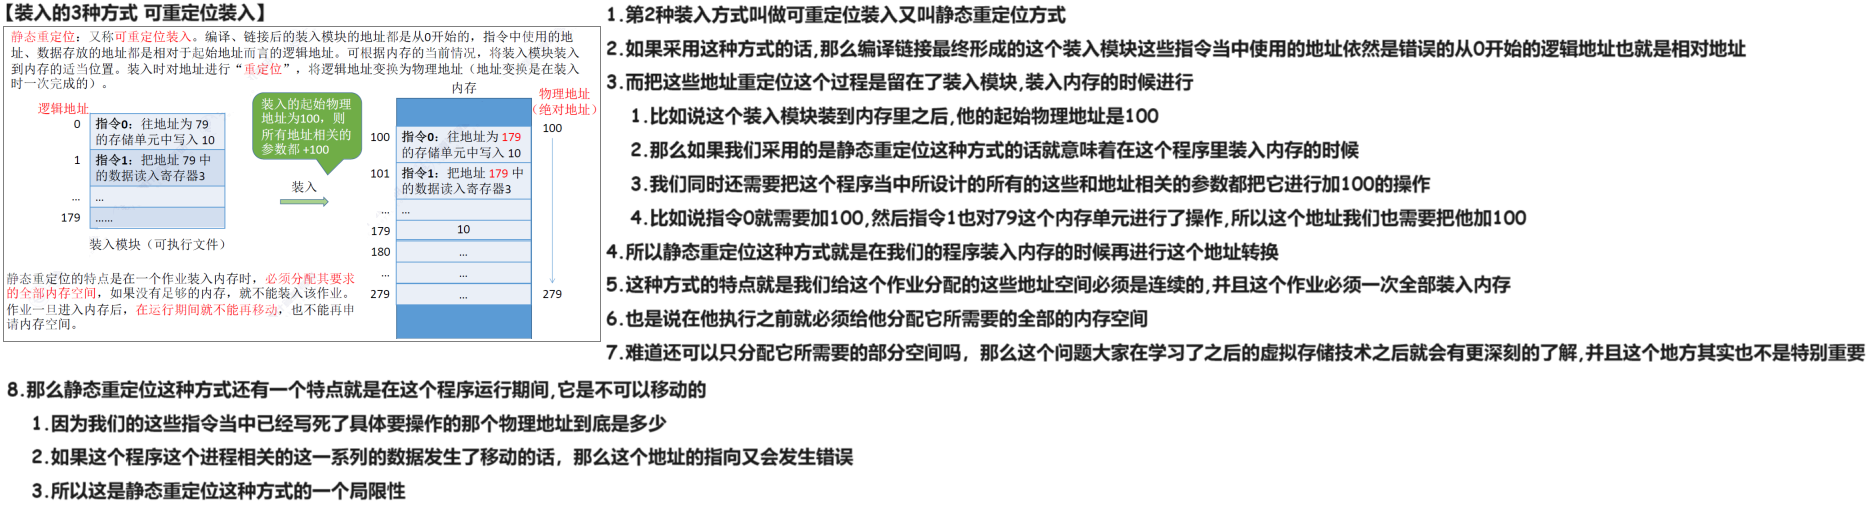 【装入的3种方式 可重定位装入】
静态重定位：又称可重定位装入。编译、链接后的装入模块的地址都是从0开始的，指令中使用的地
址、数据存放的地址都是相对于起始地址而言的逻辑地址。可根据内存的当前情况，将装入模块装入
到内存的适当位置。装入时对地址进行“重定位”，将逻辑地址变换为物理地址（地址变换是在装入
时一次完成的）。
逻辑地址
0
指令0：往地址为 79
的存储单元中写入 10
1
指令1：把地址 79 中
的数据读入寄存器3
...
...
179
……
装入模块（可执行文件）
装入的起始物理
地址为100，则
所有地址相关的
参数都 +100
装入
内存
物理地址
（绝对地址）
100
指令0：往地址为 179
的存储单元中写入 10
100
101
指令1：把地址 179 中
的数据读入寄存器3
...
...
179
10
180
...
...
...
279
...
279
静态重定位的特点是在一个作业装入内存时，必须分配其要求
的全部内存空间，如果没有足够的内存，就不能装入该作业。
作业一旦进入内存后，在运行期间就不能再移动，也不能再申
请内存空间。
1.第2种装入方式叫做可重定位装入又叫静态重定位方式
2.如果采用这种方式的话,那么编译链接最终形成的这个装入模块这些指令当中使用的地址依然是错误的从0开始的逻辑地址也就是相对地址
3.而把这些地址重定位这个过程是留在了装入模块,装入内存的时候进行
1.比如说这个装入模块装到内存里之后,他的起始物理地址是100
2.那么如果我们采用的是静态重定位这种方式的话就意味着在这个程序里装入内存的时候
3.我们同时还需要把这个程序当中所设计的所有的这些和地址相关的参数都把它进行加100的操作
4.比如说指令0就需要加100,然后指令1也对79这个内存单元进行了操作,所以这个地址我们也需要把他加100
4.所以静态重定位这种方式就是在我们的程序装入内存的时候再进行这个地址转换
5.这种方式的特点就是我们给这个作业分配的这些地址空间必须是连续的,并且这个作业必须一次全部装入内存
6.也是说在他执行之前就必须给他分配它所需要的全部的内存空间
7.难道还可以只分配它所需要的部分空间吗，那么这个问题大家在学习了之后的虚拟存储技术之后就会有更深刻的了解,并且这个地方其实也不是特别重要
8.那么静态重定位这种方式还有一个特点就是在这个程序运行期间,它是不可以移动的
1.因为我们的这些指令当中已经写死了具体要操作的那个物理地址到底是多少
2.如果这个程序这个进程相关的这一系列的数据发生了移动的话，那么这个地址的指向又会发生错误
3.所以这是静态重定位这种方式的一个局限性